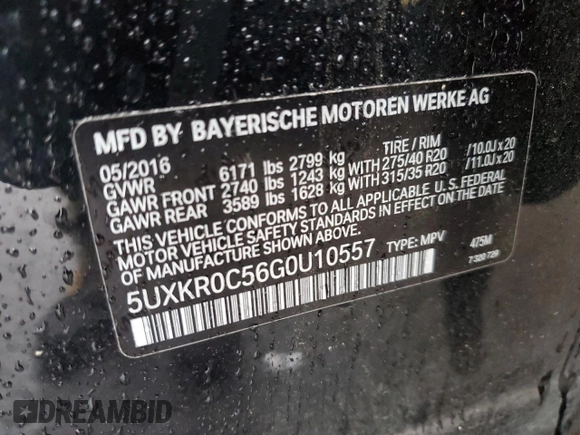 MFD BY BAYERISCHE MOTOREN WERKE AG
05/2016 TIRE / RIM
GVWR 6171 lbs 2799 kg
GAWR FRONT 2740 lbs 1243 kg WITH 275/40 R20 /10.0J x 20
GAWR REAR 3589 lbs 1628 kg WITH 315/35 R20 /11.0J x 20
THIS VEHICLE CONFORMS TO ALL APPLICABLE U.S. FEDERAL
MOTOR VEHICLE SAFETY STANDARDS IN EFFECT ON THE DATE
OF MANUFACTURE SHOWN ABOVE.
5UXKR0C56G0U10557 TYPE: MPV 475M
7 320 729
DREAMBID